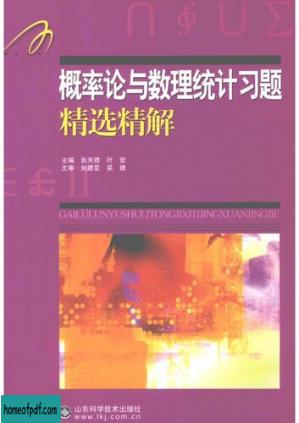 概率论与数理统计习题
精选精解
主编 张天德 叶宏
主审 刘建亚 吴臻
GAILÜLUNYUSHULITONGJIXITIJINGXUANJINGJIE
山东科学技术出版社
www.lkj.com.cn
homeofpdf.com
homeofpdf.com